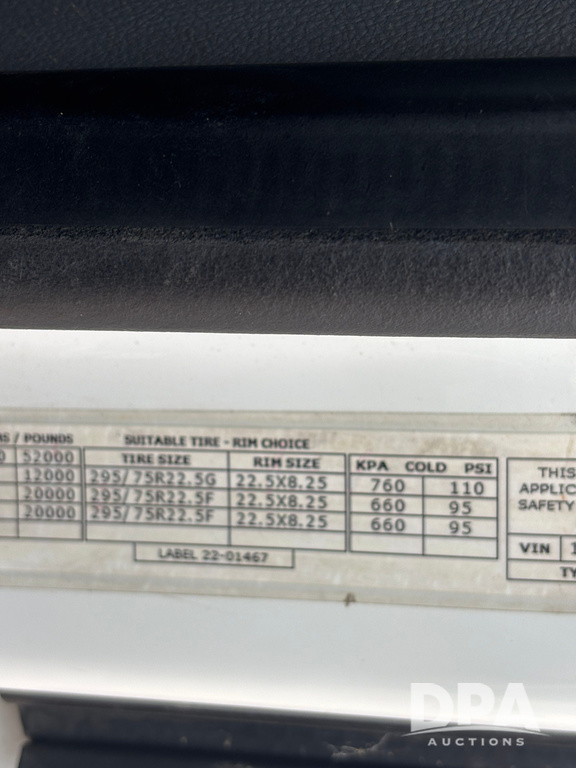 / POUNDS SUITABLE TIRE - RIM CHOICE
52000 TIRE SIZE RIM SIZE KPA COLD PSI THIS
12000 295/75R22.5G 22.5X8.25 760 110 APPLIC
20000 295/75R22.5F 22.5X8.25 660 95 SAFETY
20000 295/75R22.5F 22.5X8.25 660 95
LABEL 22-01467 VIN 1
TY
DPA
AUCTIONS